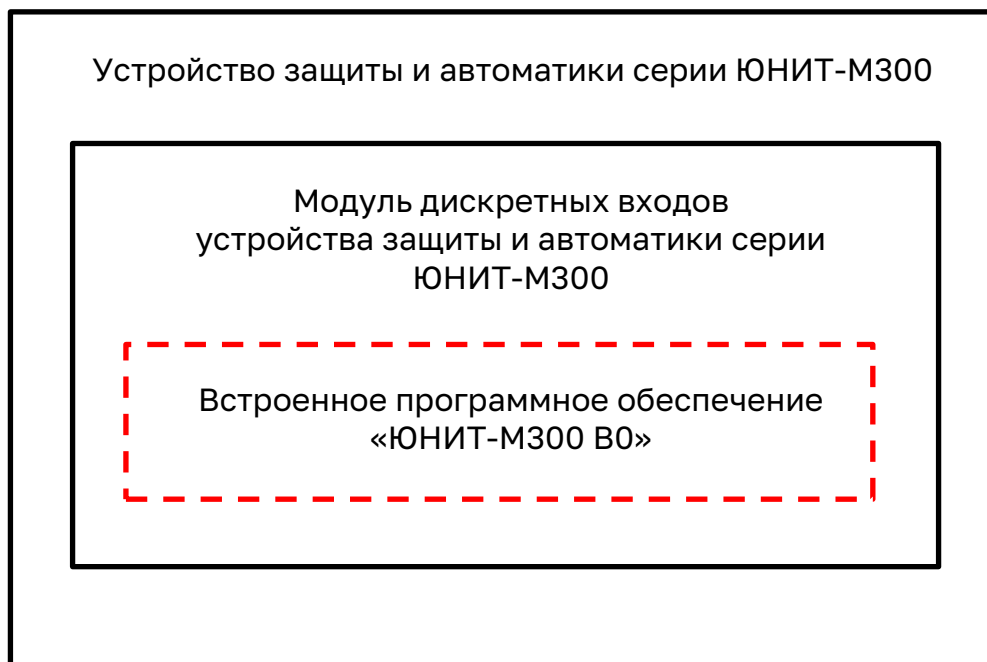 Устройство защиты и автоматики серии ЮНИТ-М300
Модуль дискретных входов
устройства защиты и автоматики серии
ЮНИТ-М300
Встроенное программное обеспечение
«ЮНИТ-М300 В0»